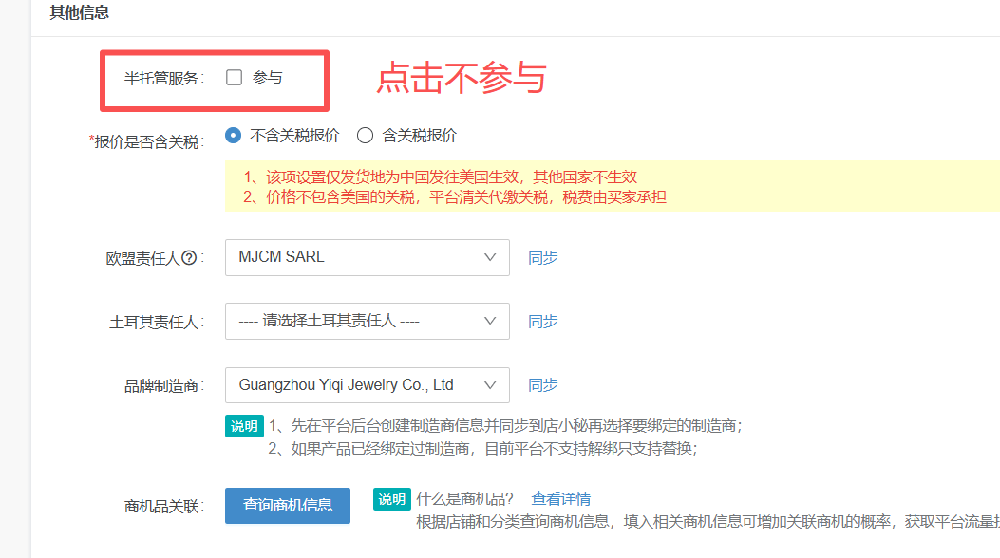 其他信息
半托管服务: 参与
点击不参与
*报价是否含关税: 不含关税报价 含关税报价
1、该项设置仅发货地为中国发往美国生效，其他国家不生效
2、价格不包含美国的关税，平台清关代缴关税，税费由买家承担
欧盟责任人?: MJCM SARL 同步
土耳其责任人: ---- 请选择土耳其责任人 ---- 同步
品牌制造商: Guangzhou Yiqi Jewelry Co., Ltd 同步
说明 1、先在平台后台创建制造商信息并同步到店小秘再选择要绑定的制造商；
2、如果产品已经绑定过制造商，目前平台不支持解绑只支持替换；
商机品关联: 查询商机信息 说明 什么是商机品？ 查看详情
根据店铺和分类查询商机信息，填入相关商机信息可增加关联商机的概率，获取平台流量